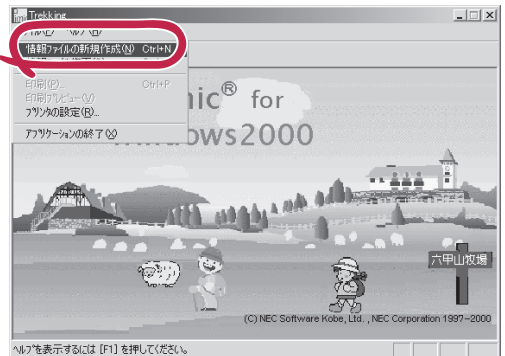 Trekking
ヘルプ(H)
情報ファイルの新規作成(N) Ctrl+N
印刷(P)... Ctrl+P
印刷プレビュー(V)
プリンタの設定(R)...
アプリケーションの終了(X)
nic® for
Windows2000
六甲山牧場
(C) NEC Software Kobe, Ltd. , NEC Corporation 1997-2000
ヘルプを表示するには [F1] を押してください。